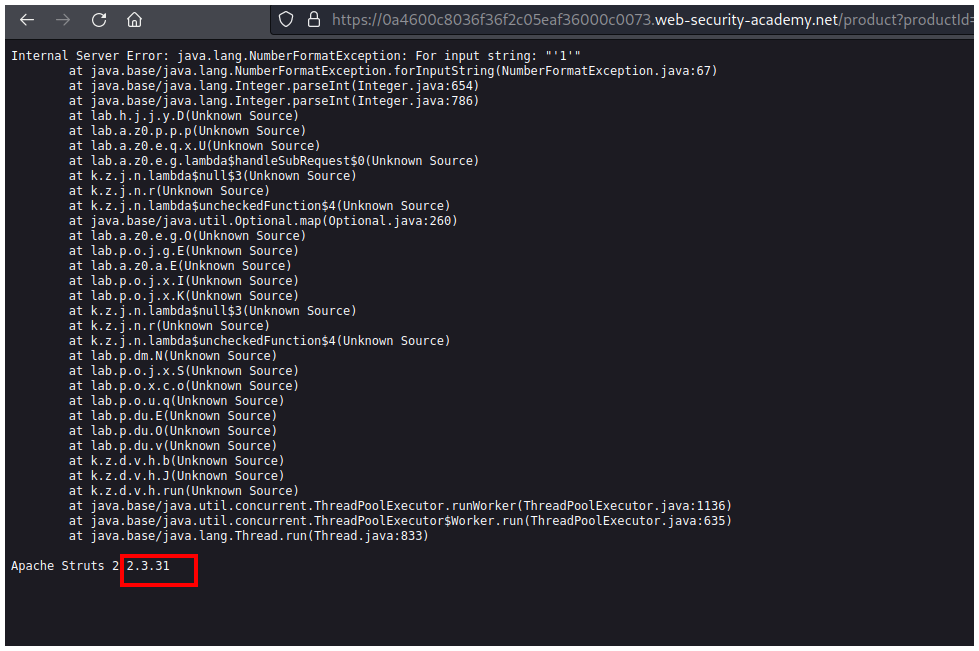 https://0a4600c8036f36f2c05eaf36000c0073.web-security-academy.net/product?productId=
Internal Server Error: java.lang.NumberFormatException: For input string: "'1'"
at java.base/java.lang.NumberFormatException.forInputString(NumberFormatException.java:67)
at java.base/java.lang.Integer.parseInt(Integer.java:654)
at java.base/java.lang.Integer.parseInt(Integer.java:786)
at lab.h.j.j.y.D(Unknown Source)
at lab.a.z0.p.p.p(Unknown Source)
at lab.a.z0.e.q.x.U(Unknown Source)
at lab.a.z0.e.g.lambda$handleSubRequest$0(Unknown Source)
at k.z.j.n.lambda$null$3(Unknown Source)
at k.z.j.n.r(Unknown Source)
at k.z.j.n.lambda$uncheckedFunction$4(Unknown Source)
at java.base/java.util.Optional.map(Optional.java:260)
at lab.a.z0.e.g.O(Unknown Source)
at lab.p.o.j.g.E(Unknown Source)
at lab.a.z0.a.E(Unknown Source)
at lab.p.o.j.x.I(Unknown Source)
at lab.p.o.j.x.K(Unknown Source)
at k.z.j.n.lambda$null$3(Unknown Source)
at k.z.j.n.r(Unknown Source)
at k.z.j.n.lambda$uncheckedFunction$4(Unknown Source)
at lab.p.dm.N(Unknown Source)
at lab.p.o.j.x.S(Unknown Source)
at lab.p.o.x.c.o(Unknown Source)
at lab.p.o.u.q(Unknown Source)
at lab.p.du.E(Unknown Source)
at lab.p.du.O(Unknown Source)
at lab.p.du.v(Unknown Source)
at k.z.d.v.h.b(Unknown Source)
at k.z.d.v.h.J(Unknown Source)
at k.z.d.v.h.run(Unknown Source)
at java.base/java.util.concurrent.ThreadPoolExecutor.runWorker(ThreadPoolExecutor.java:1136)
at java.base/java.util.concurrent.ThreadPoolExecutor$Worker.run(ThreadPoolExecutor.java:635)
at java.base/java.lang.Thread.run(Thread.java:833)
Apache Struts 2 2.3.31